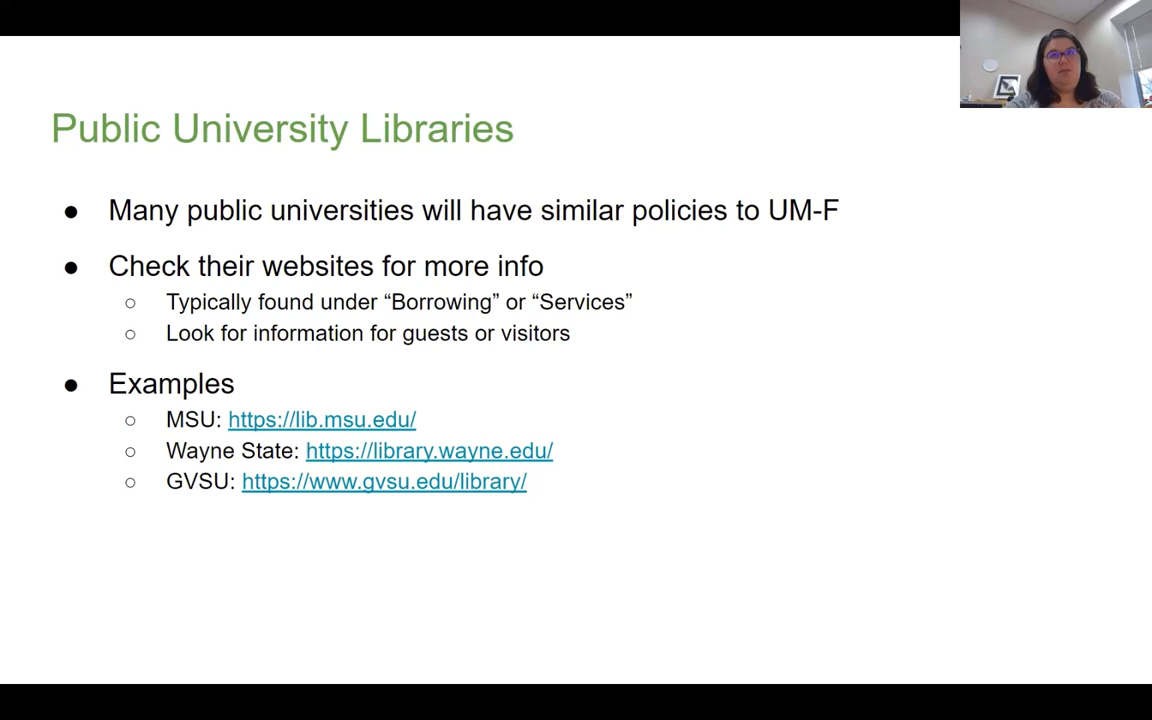 Public University Libraries
● Many public universities will have similar policies to UM-F
● Check their websites for more info
○ Typically found under “Borrowing” or “Services”
○ Look for information for guests or visitors
● Examples
○ MSU: https://lib.msu.edu/
○ Wayne State: https://library.wayne.edu/
○ GVSU: https://www.gvsu.edu/library/